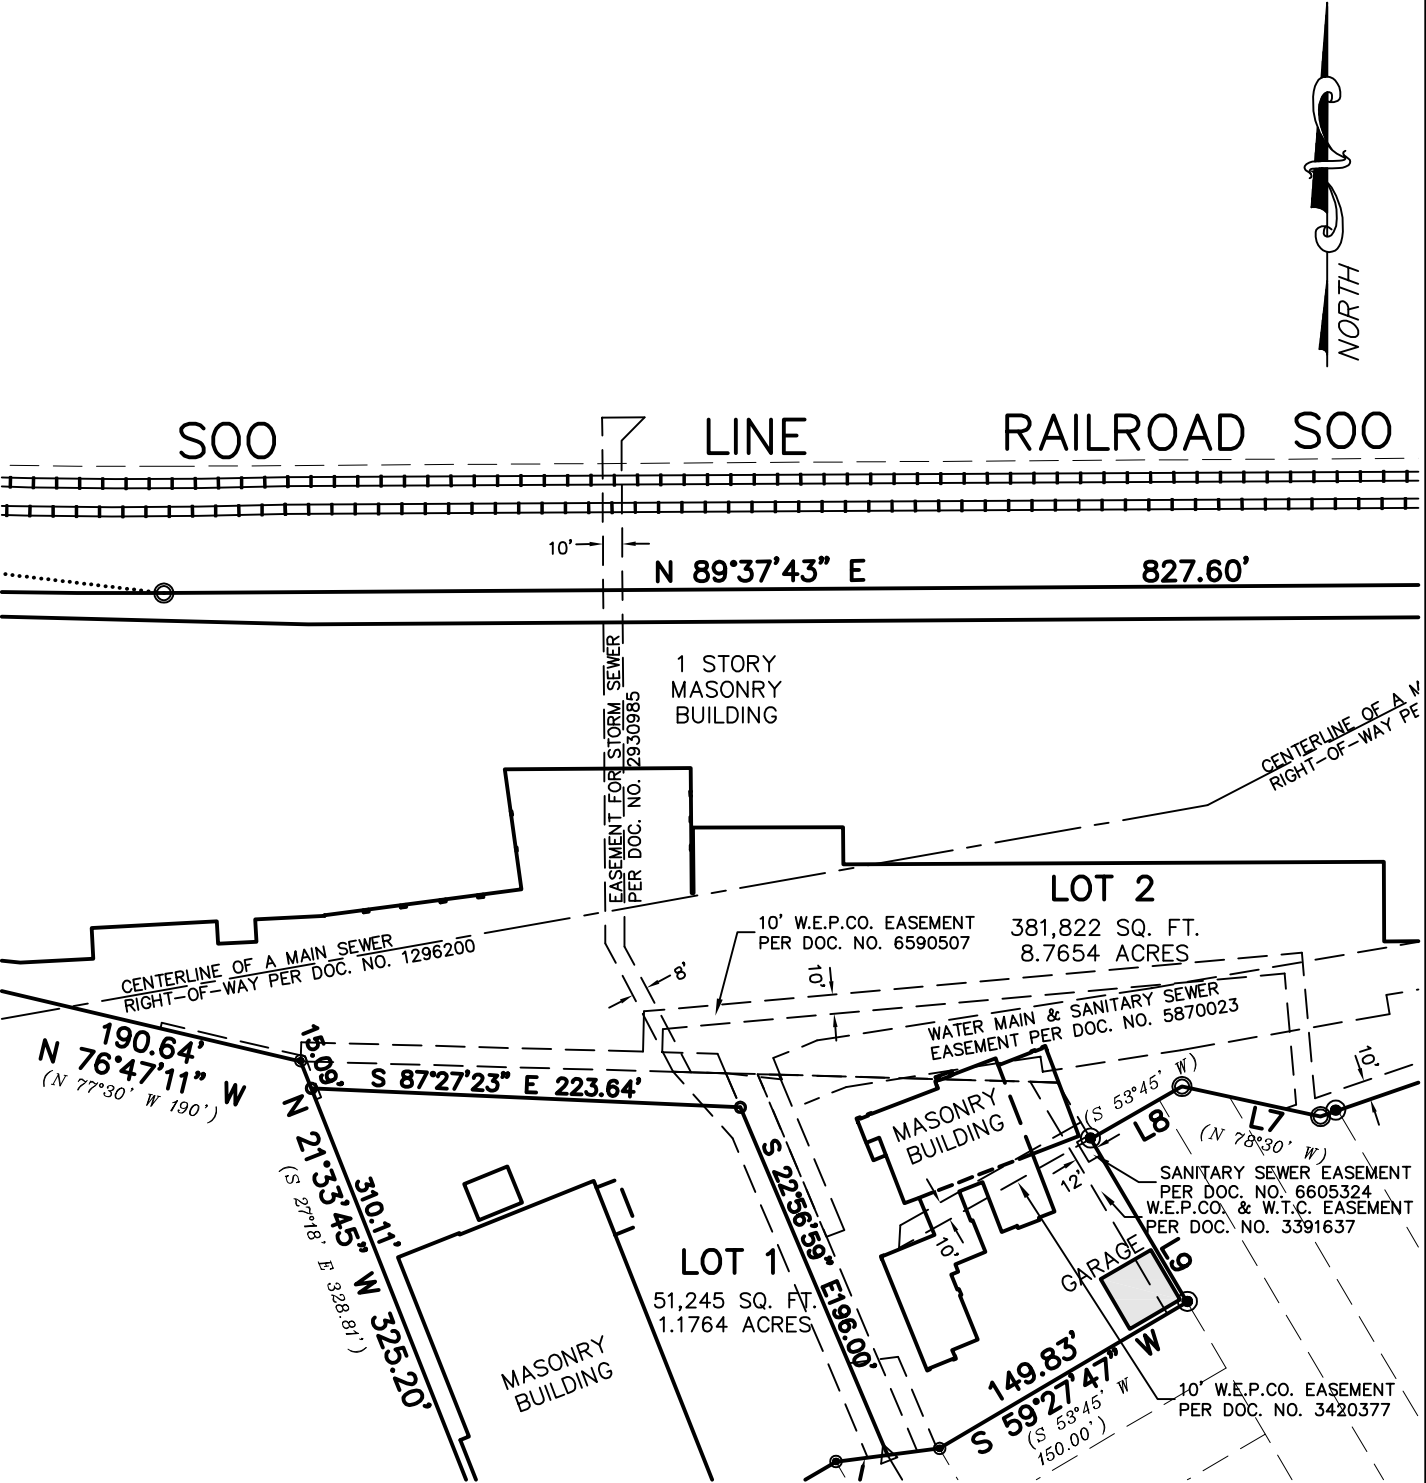 NORTH
SOO LINE RAILROAD SOO
10'
N 89°37'43" E 827.60'
1 STORY
MASONRY
BUILDING
EASEMENT FOR STORM SEWER
PER DOC. NO. 2930985
CENTERLINE OF A M
RIGHT-OF-WAY PE
LOT 2
381,822 SQ. FT.
8.7654 ACRES
10' W.E.P.CO. EASEMENT
PER DOC. NO. 6590507
CENTERLINE OF A MAIN SEWER
RIGHT-OF-WAY PER DOC. NO. 1296200
8'
10'
WATER MAIN & SANITARY SEWER
EASEMENT PER DOC. NO. 5870023
190.64'
N 76°47'11" W
(N 77°30' W 190')
15.09'
S 87°27'23" E 223.64'
10'
MASONRY
BUILDING
(S 53°45' W)
L8
L7
(N 78°30' W)
N 21°33'45" W 325.20'
310.11'
(S 27°18' E 328.81')
S 22°56'59" E196.00'
12'
SANITARY SEWER EASEMENT
PER DOC. NO. 6605324
W.E.P.CO. & W.T.C. EASEMENT
PER DOC. NO. 3391637
10'
L9
GARAGE
LOT 1
51,245 SQ. FT.
1.1764 ACRES
MASONRY
BUILDING
149.83'
S 59°27'47" W
(S 53°45' W
150.00')
10' W.E.P.CO. EASEMENT
PER DOC. NO. 3420377